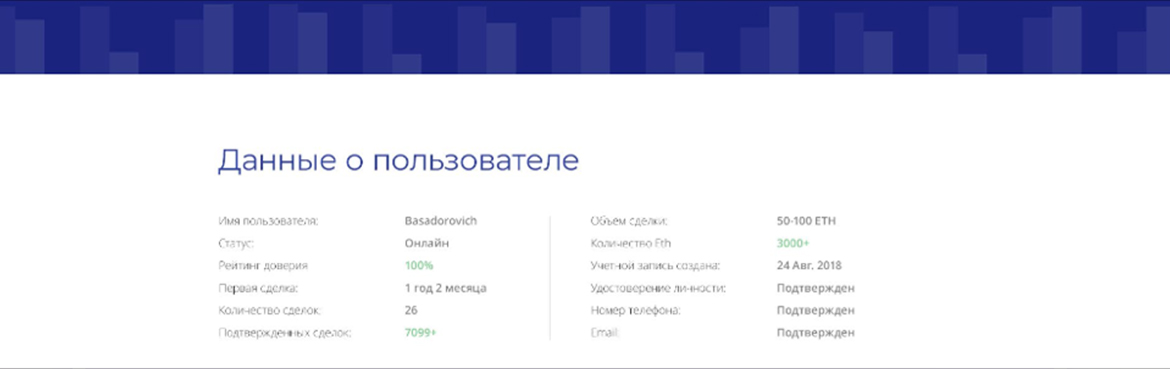 Данные о пользователе
Имя пользователя: Basadorovich
Статус: Онлайн
Рейтинг доверия 100%
Первая сделка: 1 год 2 месяца
Количество сделок: 26
Подтвержденных сделок: 7099+
Объем сделки: 50-100 ETH
Количество Eth 3000+
Учетной запись создана: 24 Авг. 2018
Удостоверение личности: Подтвержден
Номер телефона: Подтвержден
Email: Подтвержден